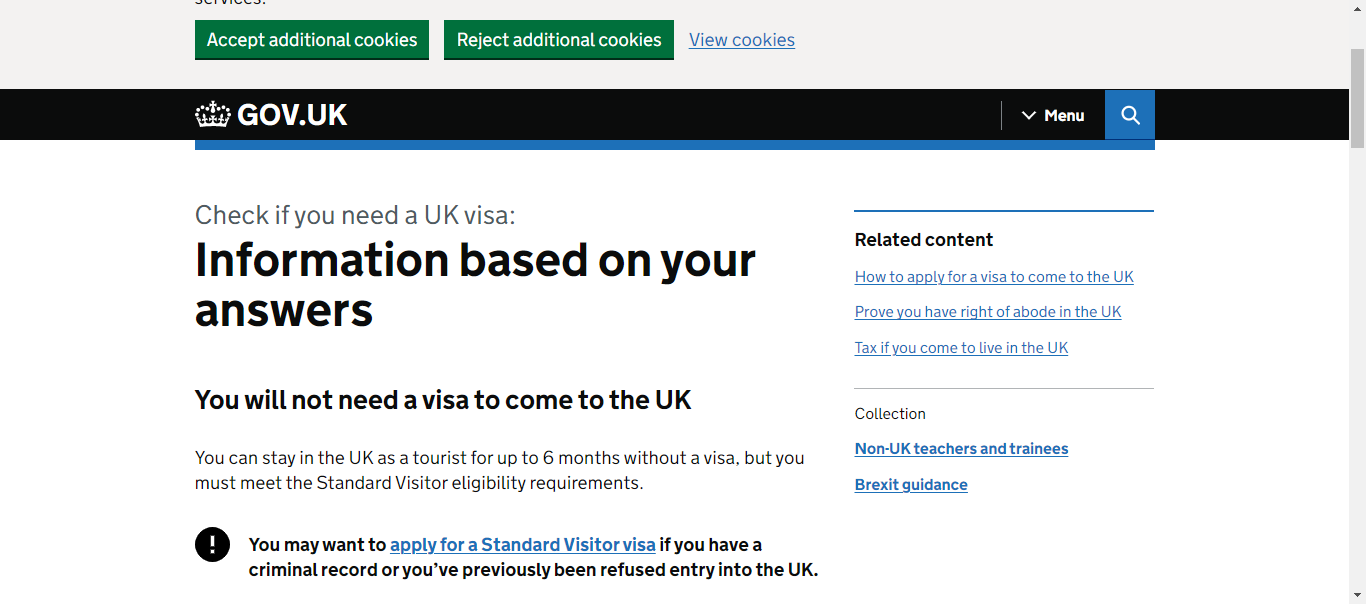 services.
Accept additional cookies
Reject additional cookies
View cookies
GOV.UK
Menu
Check if you need a UK visa:
Information based on your
answers
You will not need a visa to come to the UK
You can stay in the UK as a tourist for up to 6 months without a visa, but you
must meet the Standard Visitor eligibility requirements.
! You may want to apply for a Standard Visitor visa if you have a
criminal record or you’ve previously been refused entry into the UK.
Related content
How to apply for a visa to come to the UK
Prove you have right of abode in the UK
Tax if you come to live in the UK
Collection
Non-UK teachers and trainees
Brexit guidance